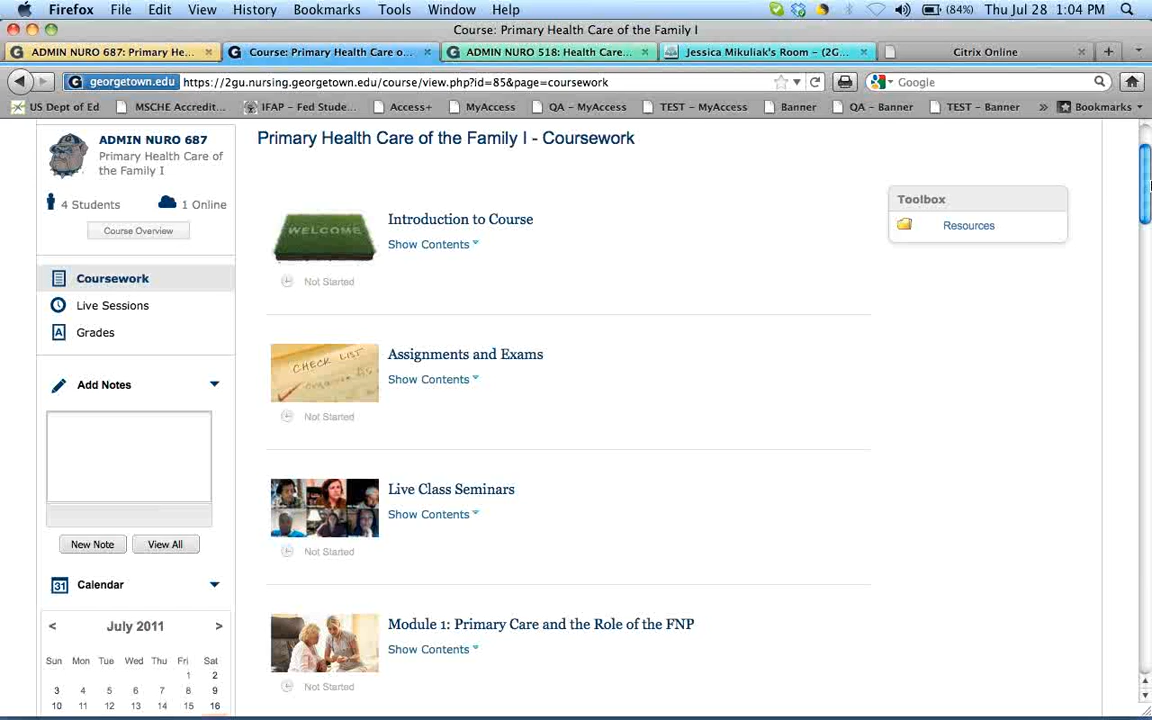 Firefox File Edit View History Bookmarks Tools Window Help (84%) Thu Jul 28 1:04 PM
Course: Primary Health Care of the Family I
ADMIN NURO 687: Primary He... Course: Primary Health Care o... ADMIN NURO 518: Health Care... Jessica Mikuliak's Room – (2G... Citrix Online
georgetown.edu https://2gu.nursing.georgetown.edu/course/view.php?id=85&page=coursework Google
US Dept of Ed MSCHE Accredit... IFAP – Fed Stude... Access+ MyAccess QA – MyAccess TEST – MyAccess Banner QA – Banner TEST – Banner » Bookmarks
ADMIN NURO 687
Primary Health Care of
the Family I
4 Students 1 Online
Course Overview
Coursework
Live Sessions
Grades
Add Notes
New Note View All
31 Calendar
< July 2011 >
Sun Mon Tue Wed Thu Fri Sat
1 2
3 4 5 6 7 8 9
10 11 12 13 14 15 16
Primary Health Care of the Family I - Coursework
WELCOME
Introduction to Course
Show Contents
Not Started
CHECK LIST
Assignments and Exams
Show Contents
Not Started
Live Class Seminars
Show Contents
Not Started
Module 1: Primary Care and the Role of the FNP
Show Contents
Not Started
Toolbox
Resources